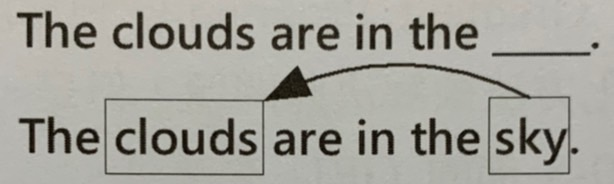 The clouds are in the _____.
The clouds are in the sky.